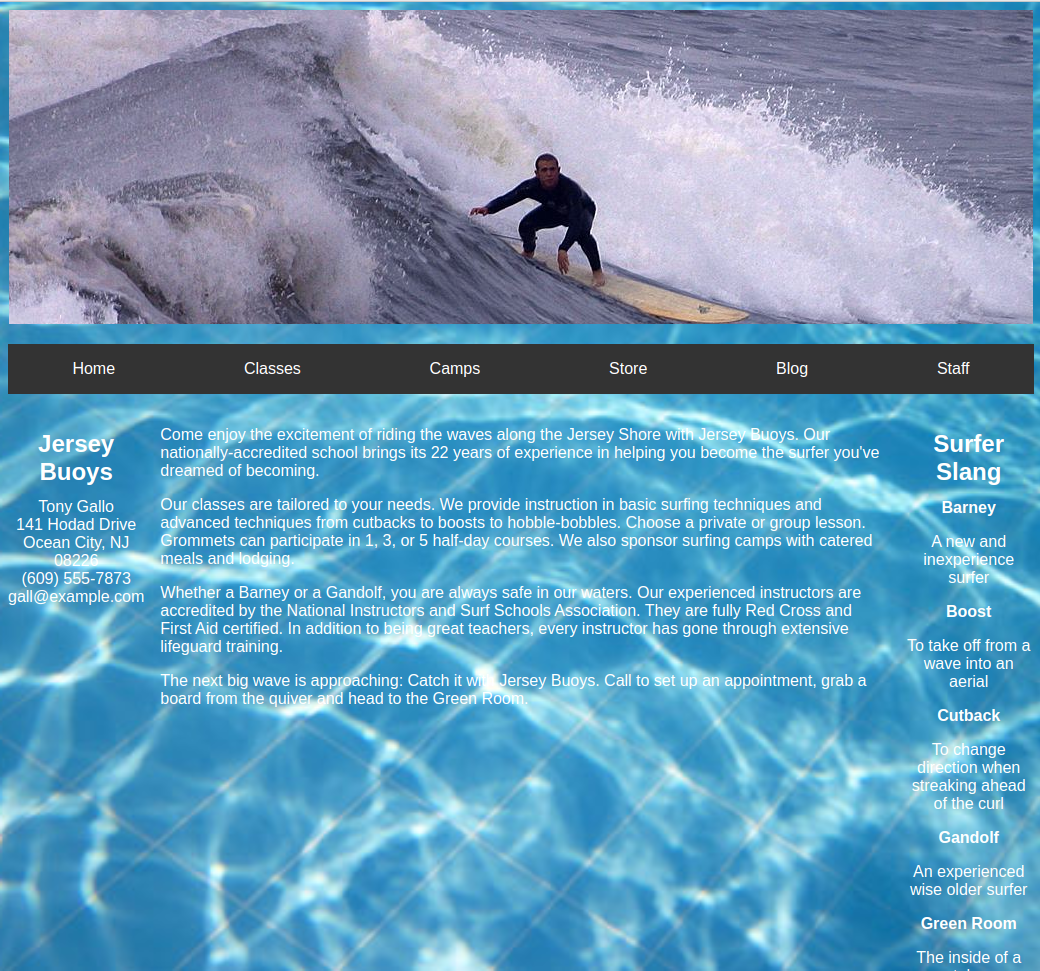 Home Classes Camps Store Blog Staff
Jersey
Buoys
Tony Gallo
141 Hodad Drive
Ocean City, NJ
08226
(609) 555-7873
gall@example.com
Come enjoy the excitement of riding the waves along the Jersey Shore with Jersey Buoys. Our
nationally-accredited school brings its 22 years of experience in helping you become the surfer you've
dreamed of becoming.
Our classes are tailored to your needs. We provide instruction in basic surfing techniques and
advanced techniques from cutbacks to boosts to hobble-bobbles. Choose a private or group lesson.
Grommets can participate in 1, 3, or 5 half-day courses. We also sponsor surfing camps with catered
meals and lodging.
Whether a Barney or a Gandolf, you are always safe in our waters. Our experienced instructors are
accredited by the National Instructors and Surf Schools Association. They are fully Red Cross and
First Aid certified. In addition to being great teachers, every instructor has gone through extensive
lifeguard training.
The next big wave is approaching: Catch it with Jersey Buoys. Call to set up an appointment, grab a
board from the quiver and head to the Green Room.
Surfer
Slang
Barney
A new and
inexperience
surfer
Boost
To take off from a
wave into an
aerial
Cutback
To change
direction when
streaking ahead
of the curl
Gandolf
An experienced
wise older surfer
Green Room
The inside of a